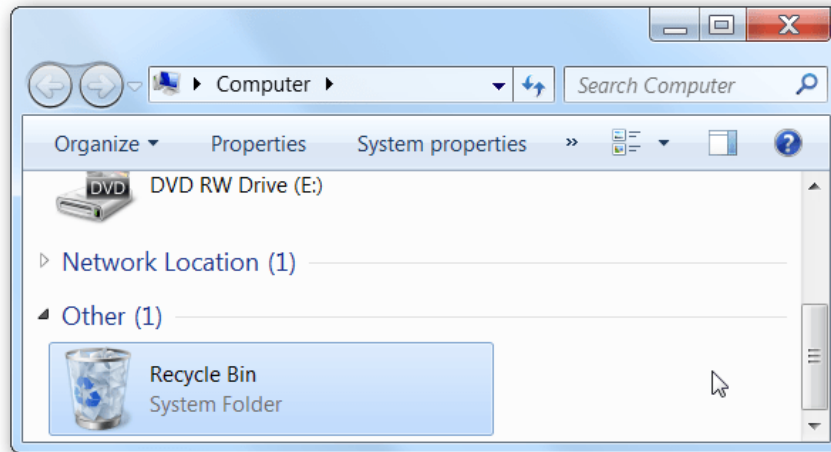 Computer
Search Computer
Organize Properties System properties »
DVD
DVD RW Drive (E:)
Network Location (1)
Other (1)
Recycle Bin
System Folder